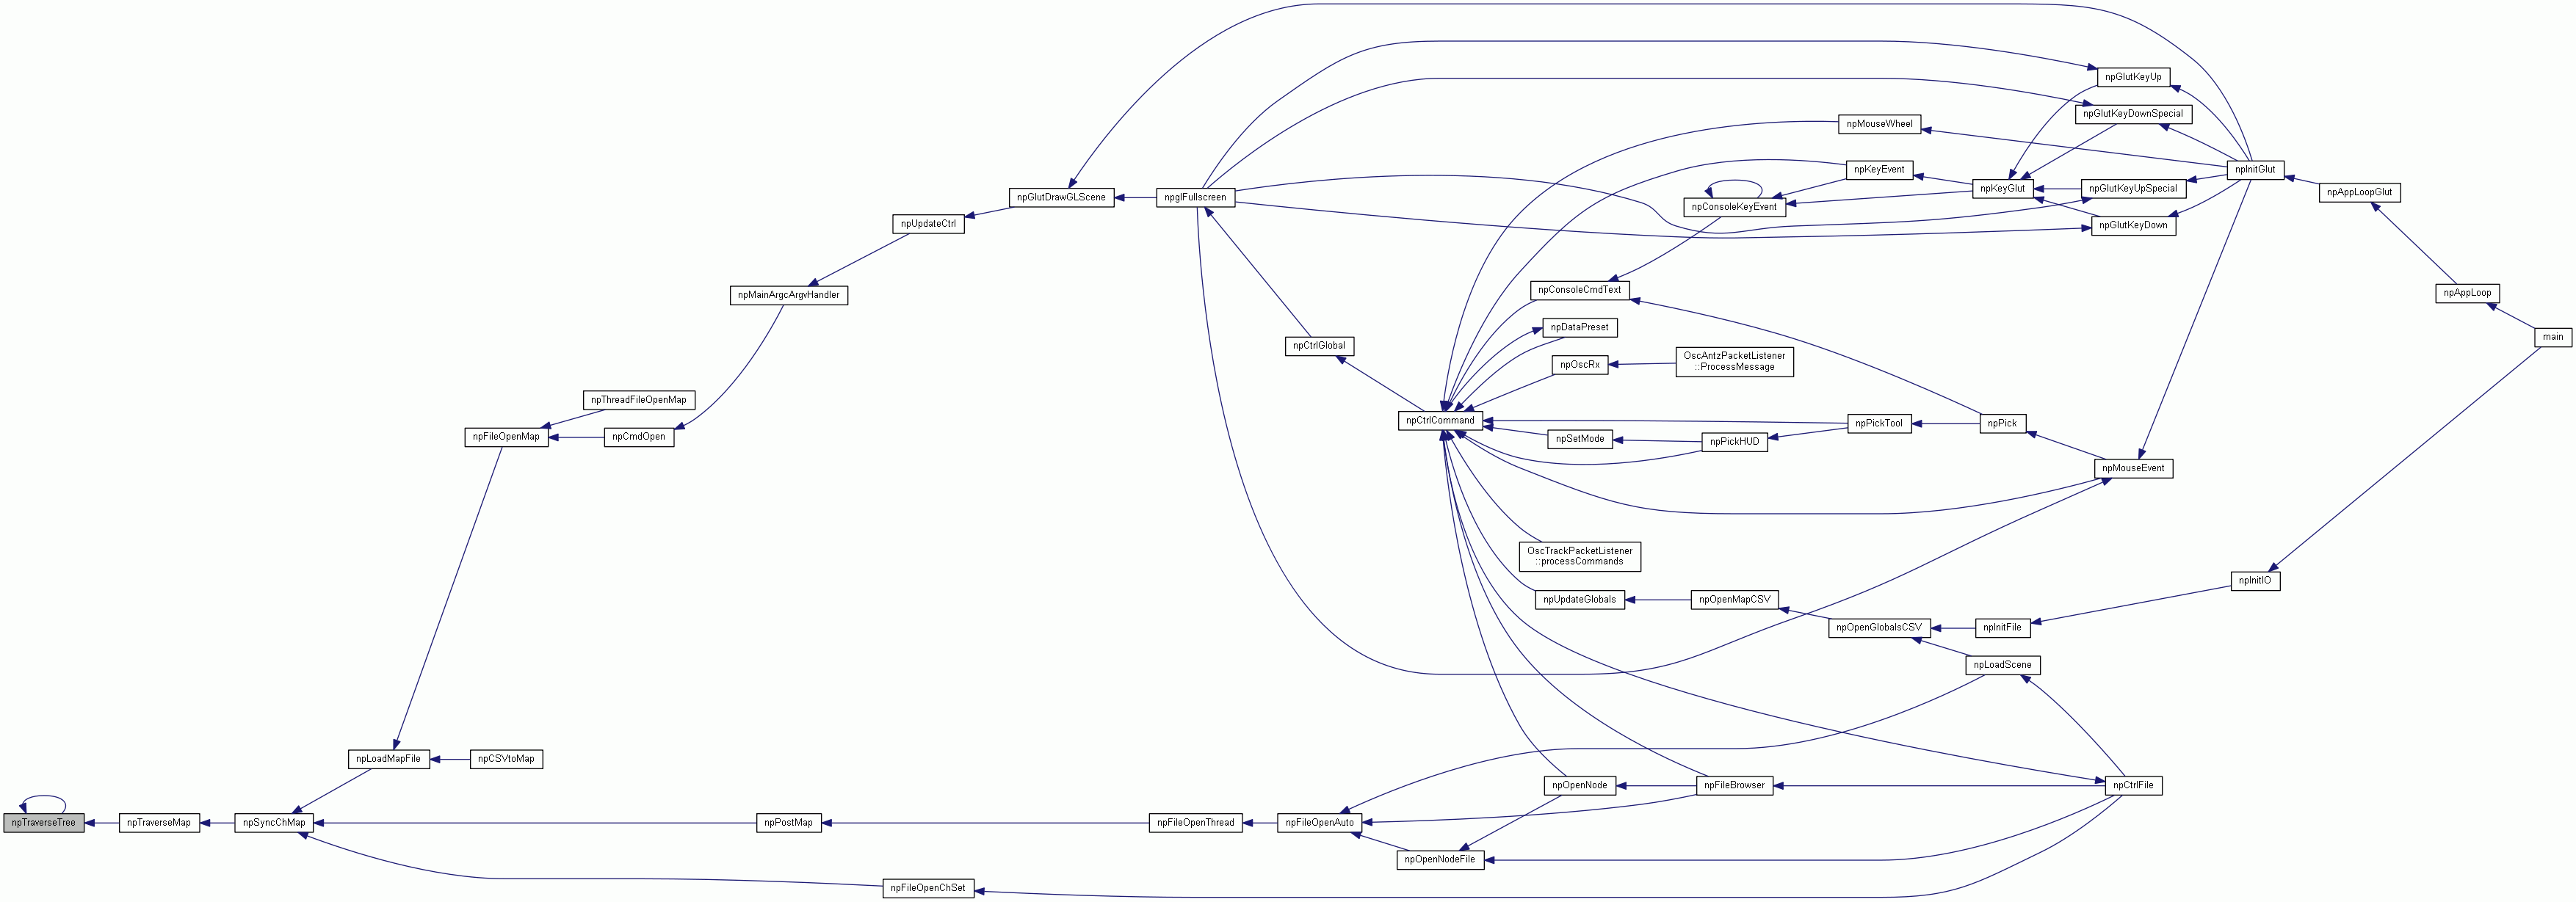 npGlutKeyUp
npGlutKeyDownSpecial
npMouseWheel
npKeyEvent
npInitGlut
npKeyGlut
npGlutKeyUpSpecial
npAppLoopGlut
npGlutDrawGLScene
npglFullscreen
npConsoleKeyEvent
npUpdateCtrl
npGlutKeyDown
npMainArgcArgvHandler
npConsoleCmdText
npAppLoop
npDataPreset
main
npCtrlGlobal
OscAntzPacketListener
::ProcessMessage
npOscRx
npThreadFileOpenMap
npCtrlCommand
npPickTool
npPick
npFileOpenMap
npCmdOpen
npSetMode
npPickHUD
npMouseEvent
OscTrackPacketListener
::processCommands
npInitIO
npUpdateGlobals
npOpenMapCSV
npOpenGlobalsCSV
npInitFile
npLoadScene
npLoadMapFile
npCSVtoMap
npOpenNode
npFileBrowser
npCtrlFile
npTraverseTree
npTraverseMap
npSyncChMap
npPostMap
npFileOpenThread
npFileOpenAuto
npOpenNodeFile
npFileOpenChSet